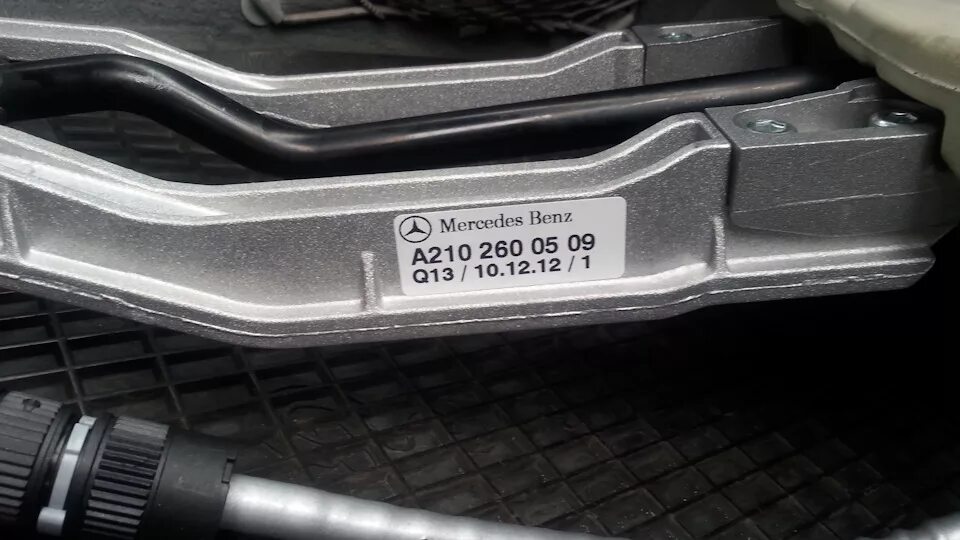 Mercedes Benz
A210 260 05 09
Q13 / 10.12.12 / 1